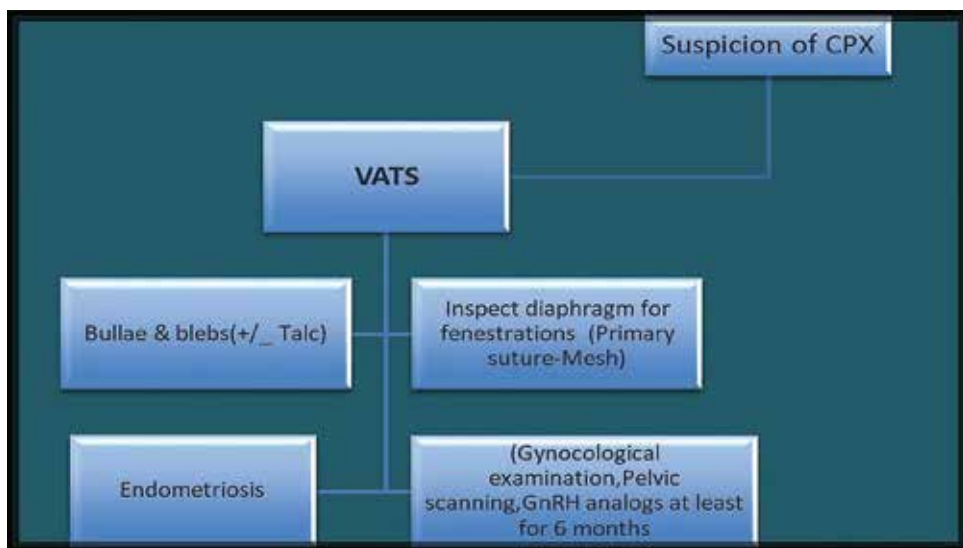 Suspicion of CPX
VATS
Bullae & blebs(+/_ Talc)
Inspect diaphragm for
fenestrations (Primary
suture-Mesh)
Endometriosis
(Gynocological
examination,Pelvic
scanning,GnRH analogs at least
for 6 months